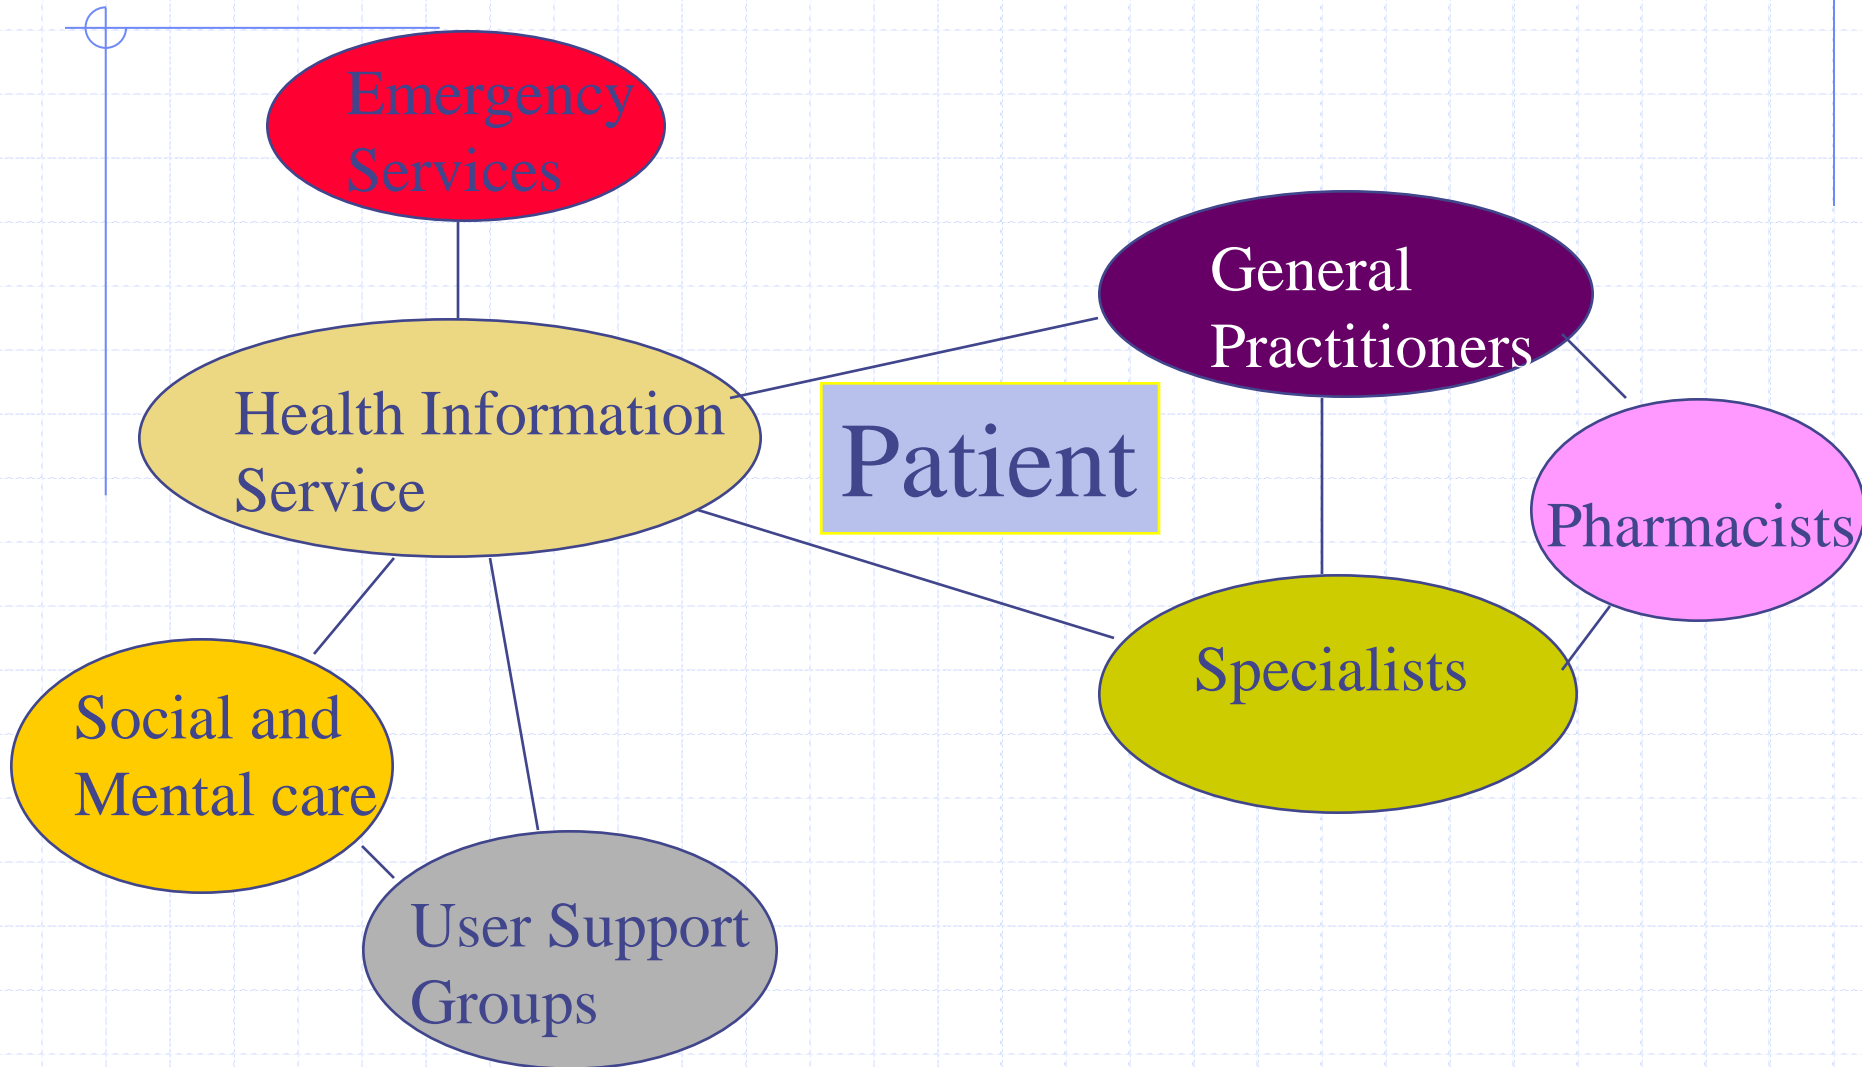 Emergency
Services
General
Practitioners
Health Information
Service
Patient
Pharmacists
Specialists
Social and
Mental care
User Support
Groups